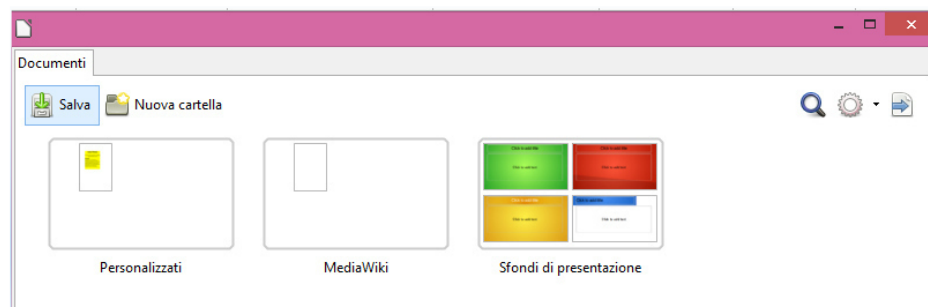 Documenti
Salva
Nuova cartella
Personalizzati
MediaWiki
Sfondi di presentazione